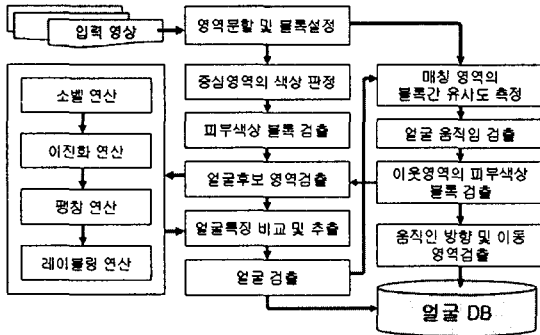 입력 영상
영역분할 및 블록설정
소벨 연산
이진화 연산
팽창 연산
레이블링 연산
중심영역의 색상 판정
피부색상 블록 검출
얼굴후보 영역검출
얼굴특징 비교 및 추출
얼굴 검출
매칭 영역의
블록간 유사도 측정
얼굴 움직임 검출
이웃영역의 피부색상
블록 검출
움직인 방향 및 이동
영역검출
얼굴 DB